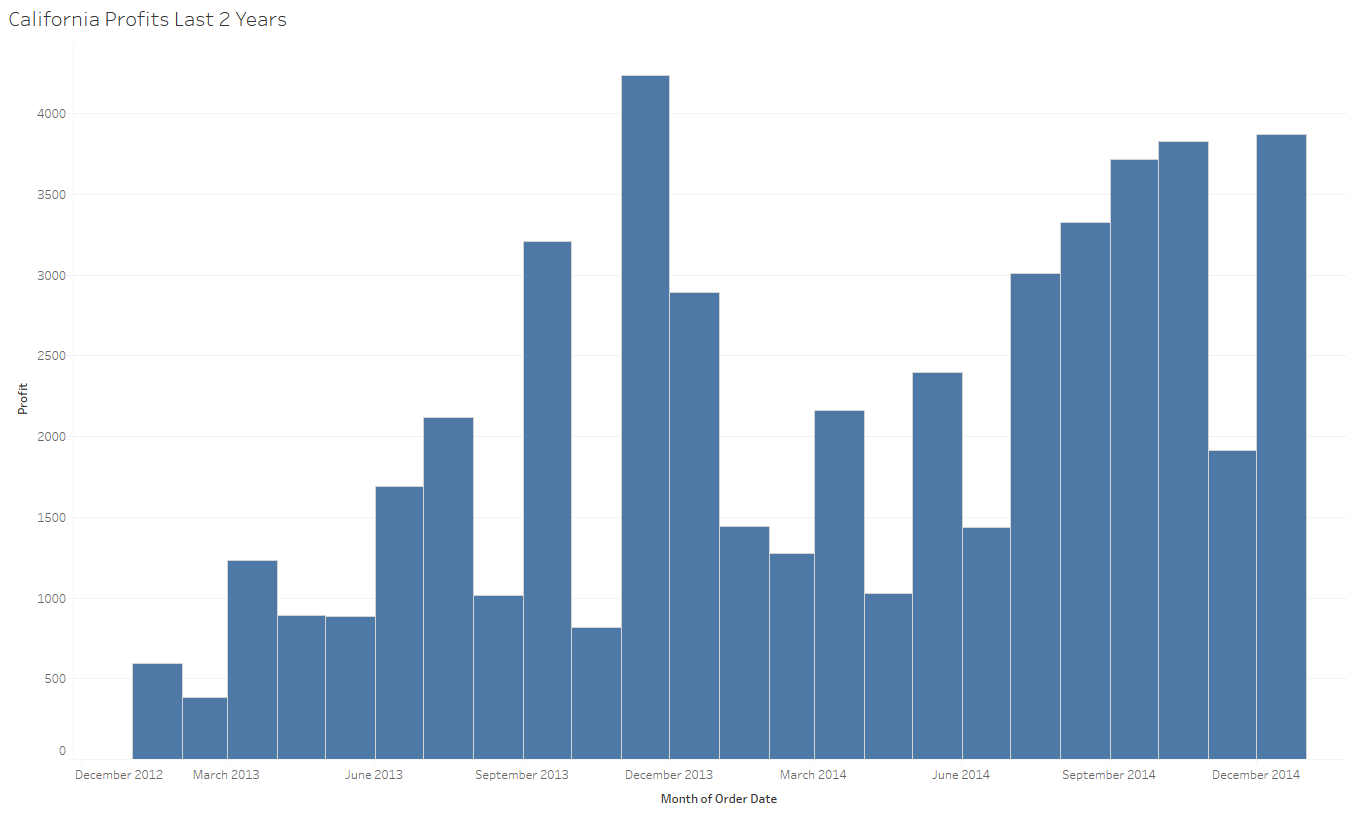 California Profits Last 2 Years
4000
3500
3000
2500
2000
1500
1000
500
0
Profit
December 2012 March 2013 June 2013 September 2013 December 2013 March 2014 June 2014 September 2014 December 2014
Month of Order Date